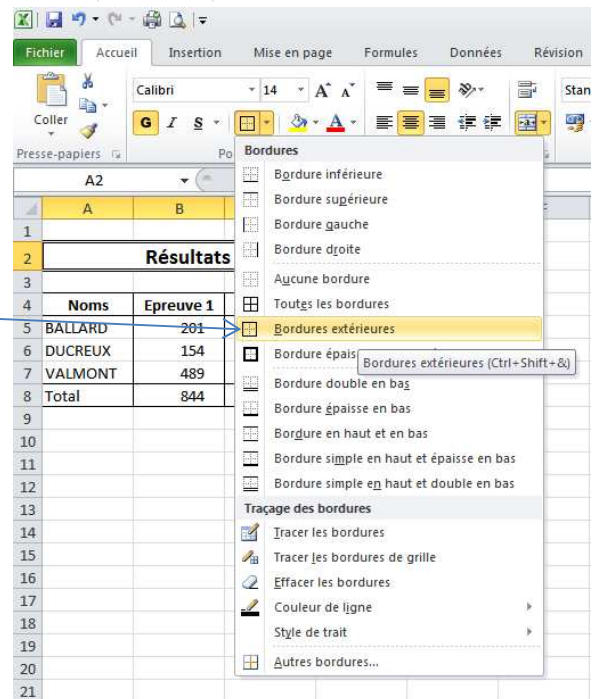 Fichier Accueil Insertion Mise en page Formules Données Révision
Calibri 14 A A Stan
Coller G I S A
Presse-papiers Po
A2
A B
1
2 Résultats
3
4 Noms Epreuve 1
5 BALLARD 201
6 DUCREUX 154
7 VALMONT 489
8 Total 844
9
10
11
12
13
14
15
16
17
18
19
20
21
Bordures
Bordure inférieure
Bordure supérieure
Bordure gauche
Bordure droite
Aucune bordure
Toutes les bordures
Bordures extérieures
Bordure épais
Bordures extérieures (Ctrl+Shift+&)
Bordure double en bas
Bordure épaisse en bas
Bordure en haut et en bas
Bordure simple en haut et épaisse en bas
Bordure simple en haut et double en bas
Traçage des bordures
Tracer les bordures
Tracer les bordures de grille
Effacer les bordures
Couleur de ligne
Style de trait
Autres bordures...